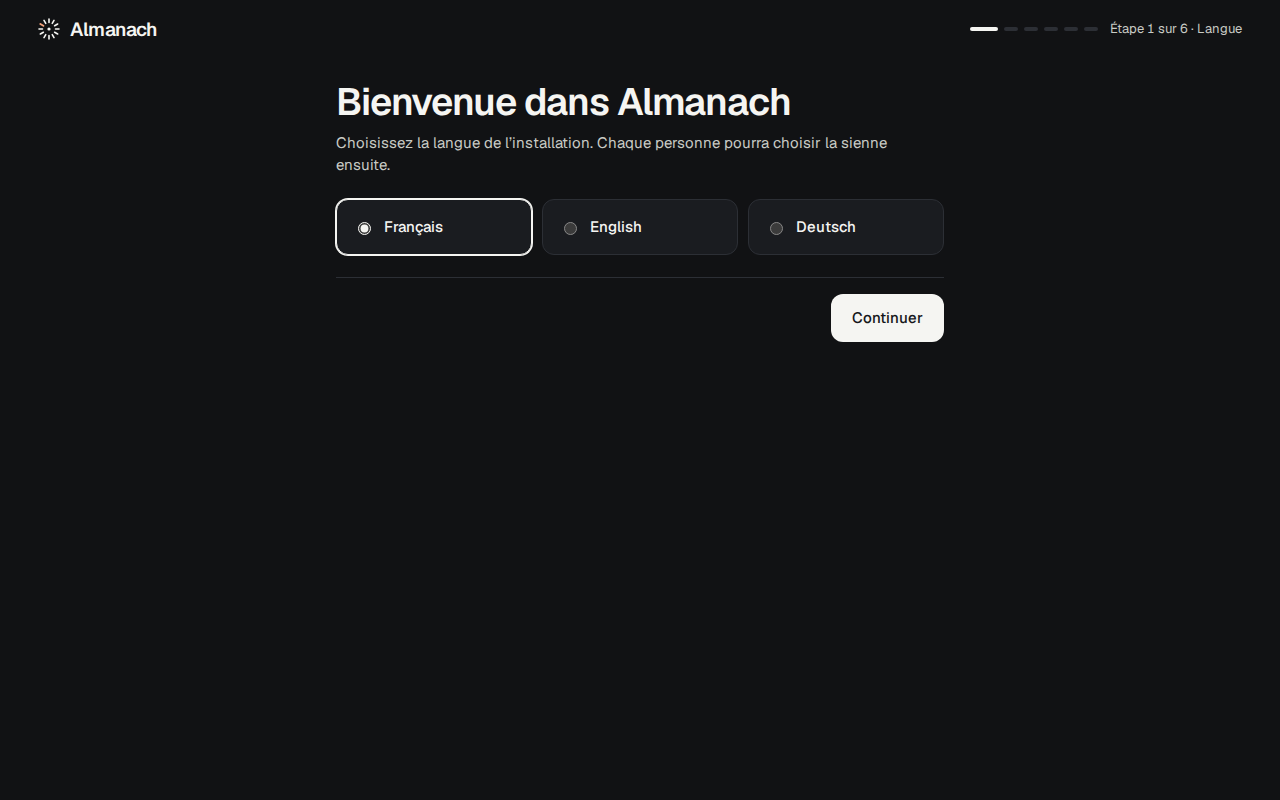 Almanach
Étape 1 sur 6 · Langue
Bienvenue dans Almanach
Choisissez la langue de l’installation. Chaque personne pourra choisir la sienne
ensuite.
Français
English
Deutsch
Continuer